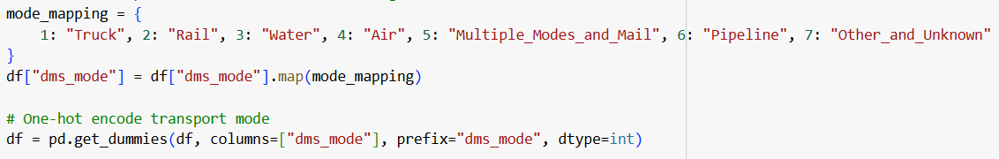 mode_mapping = {
    1: "Truck", 2: "Rail", 3: "Water", 4: "Air", 5: "Multiple_Modes_and_Mail", 6: "Pipeline", 7: "Other_and_Unknown"
}
df["dms_mode"] = df["dms_mode"].map(mode_mapping)

# One-hot encode transport mode
df = pd.get_dummies(df, columns=["dms_mode"], prefix="dms_mode", dtype=int)